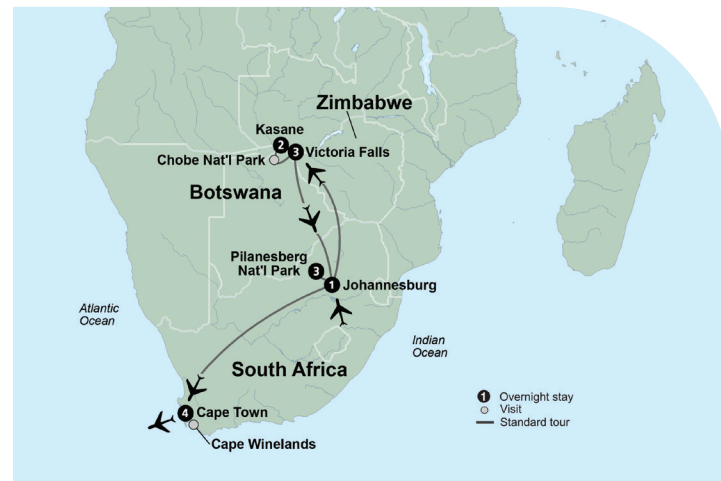 Zimbabwe
Kasane
2
3 Victoria Falls
Chobe Nat'l Park
Botswana
Pilanesberg
Nat'l Park
3
1 Johannesburg
Atlantic
Ocean
Indian
Ocean
South Africa
1 Overnight stay
Visit
Standard tour
4 Cape Town
Cape Winelands